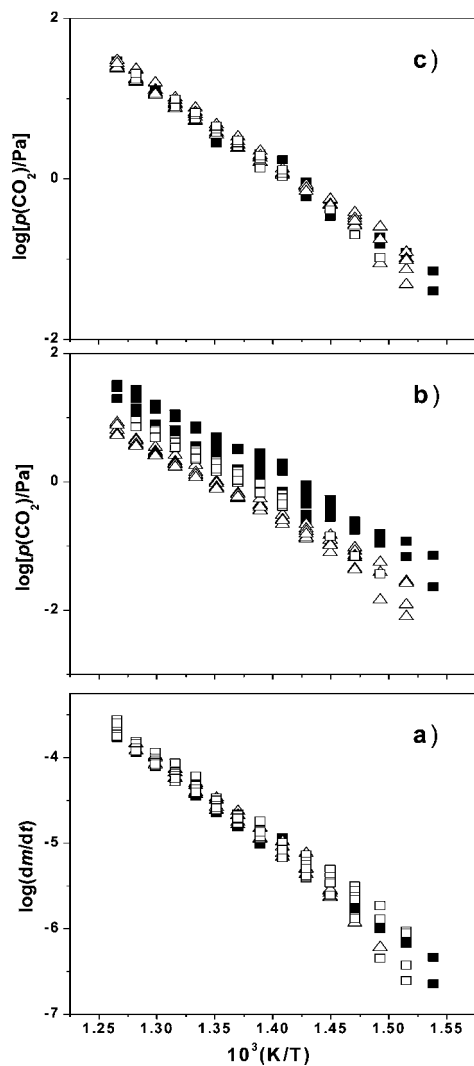 2
c)
0
-2
log[p(CO₂)/Pa]
2
b)
0
-2
log[p(CO₂)/Pa]
a)
-4
-5
-6
-7
log(dm/dt)
1.25 1.30 1.35 1.40 1.45 1.50 1.55
10³(K/T)